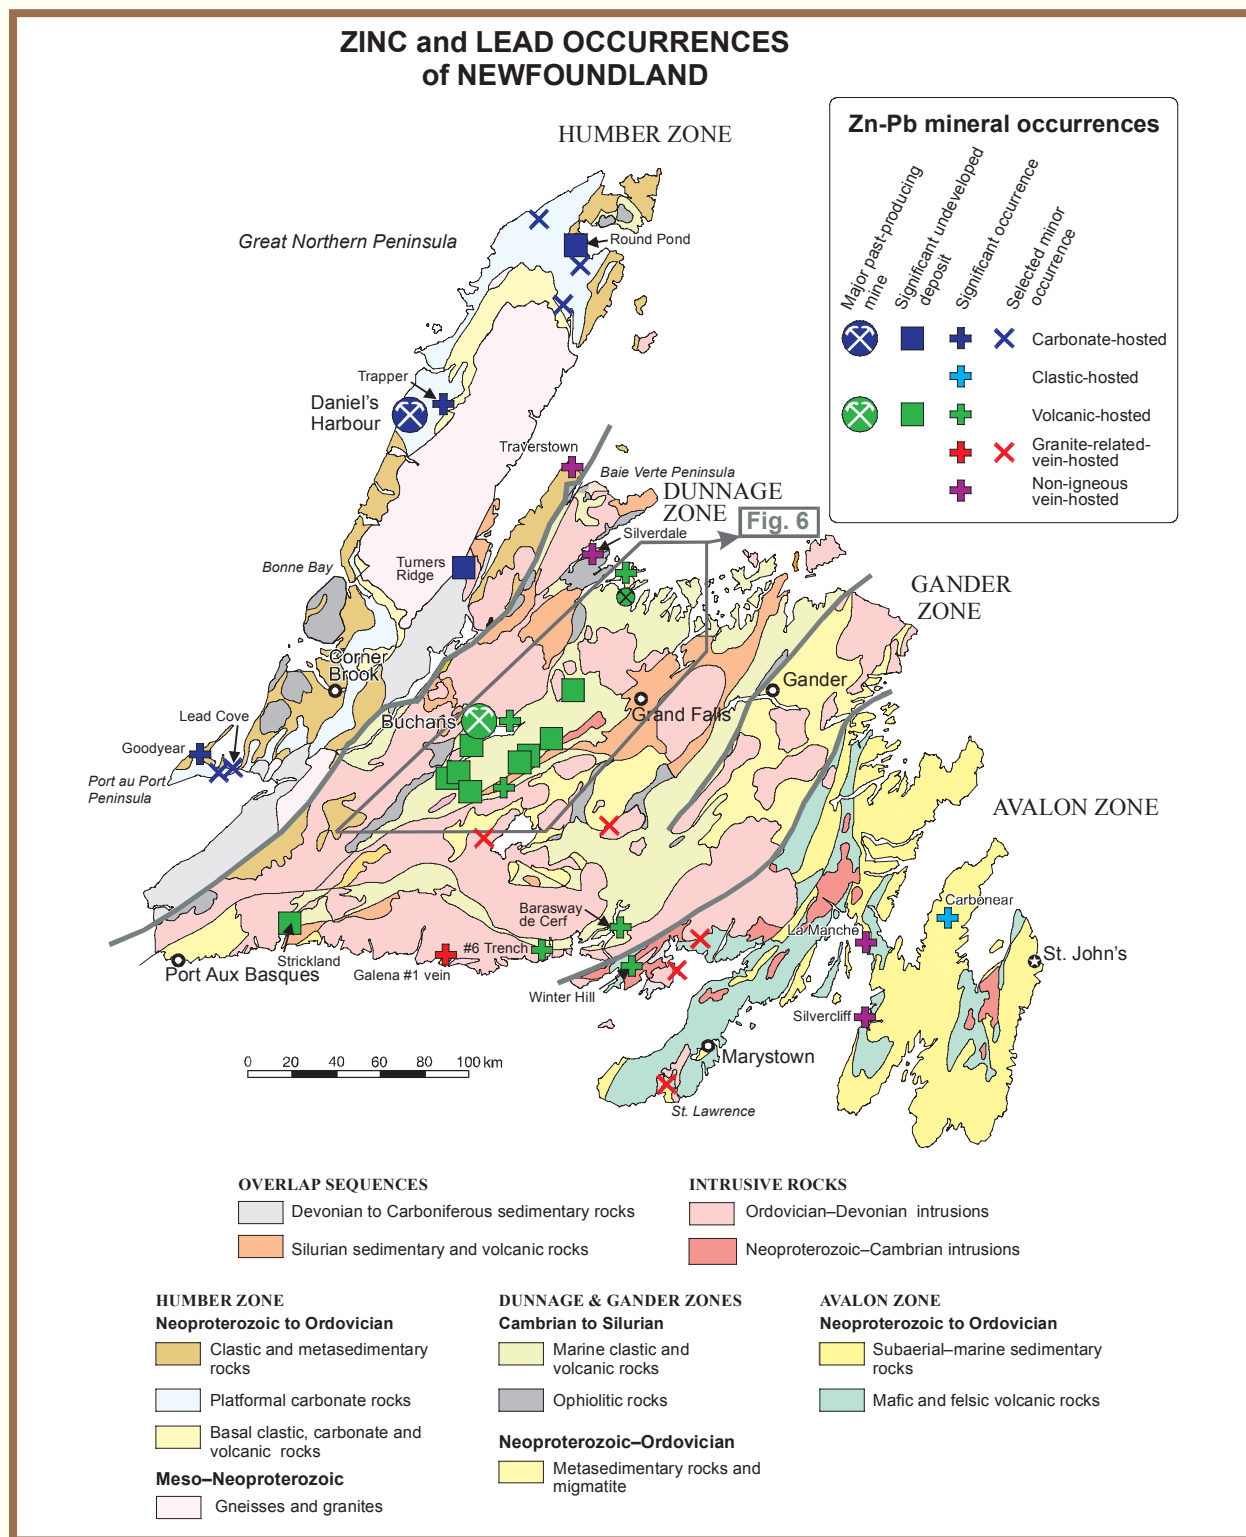 ZINC and LEAD OCCURRENCES
of NEWFOUNDLAND
HUMBER ZONE
Zn-Pb mineral occurrences
Major past-producing
mine
Significant undeveloped
deposit
Significant occurrence
Selected minor
occurrence
Carbonate-hosted
Clastic-hosted
Volcanic-hosted
Granite-related-
vein-hosted
Non-igneous
vein-hosted
Great Northern Peninsula
Round Pond
Trapper
Daniel's
Harbour
Traverstown
Baie Verte Peninsula
DUNNAGE
ZONE
Fig. 6
Silverdale
Turners
Ridge
Bonne Bay
GANDER
ZONE
Corner
Brook
Gander
Lead Cove
Buchans
Grand Falls
Goodyear
Port au Port
Peninsula
AVALON ZONE
Carbonear
Barasway
de Cerf
La Manche
#6 Trench
St. John's
Strickland
Port Aux Basques
Galena #1 vein
Winter Hill
Silvercliff
0 20 40 60 80 100 km
Marystown
St. Lawrence
OVERLAP SEQUENCES
Devonian to Carboniferous sedimentary rocks
Silurian sedimentary and volcanic rocks
INTRUSIVE ROCKS
Ordovician–Devonian intrusions
Neoproterozoic–Cambrian intrusions
HUMBER ZONE
Neoproterozoic to Ordovician
Clastic and metasedimentary
rocks
Platformal carbonate rocks
Basal clastic, carbonate and
volcanic rocks
Meso–Neoproterozoic
Gneisses and granites
DUNNAGE & GANDER ZONES
Cambrian to Silurian
Marine clastic and
volcanic rocks
Ophiolitic rocks
Neoproterozoic–Ordovician
Metasedimentary rocks and
migmatite
AVALON ZONE
Neoproterozoic to Ordovician
Subaerial–marine sedimentary
rocks
Mafic and felsic volcanic rocks